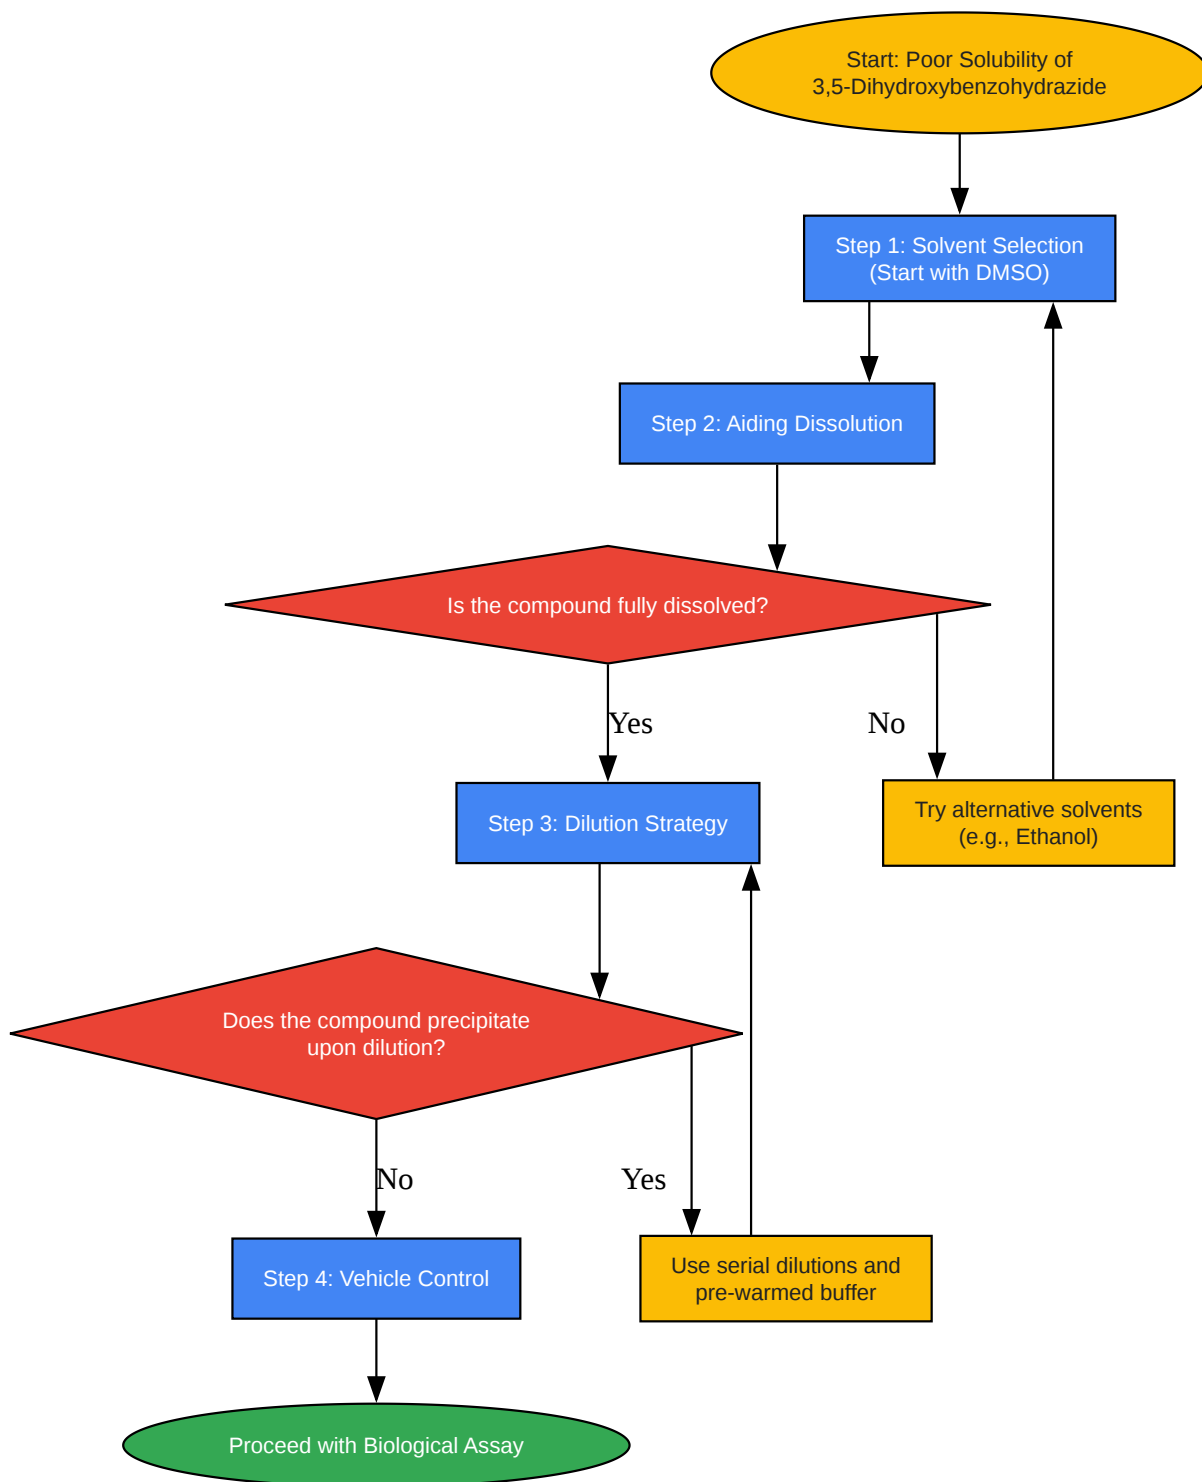 Start: Poor Solubility of
3,5-Dihydroxybenzohydrazide
Step 1: Solvent Selection
(Start with DMSO)
Step 2: Aiding Dissolution
Is the compound fully dissolved?
Yes
No
Step 3: Dilution Strategy
Try alternative solvents
(e.g., Ethanol)
Does the compound precipitate
upon dilution?
No
Yes
Step 4: Vehicle Control
Use serial dilutions and
pre-warmed buffer
Proceed with Biological Assay